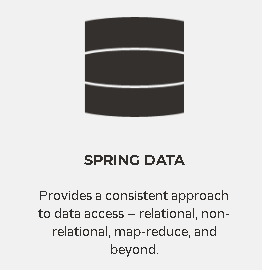 SPRING DATA
Provides a consistent approach
to data access – relational, non-
relational, map-reduce, and
beyond.